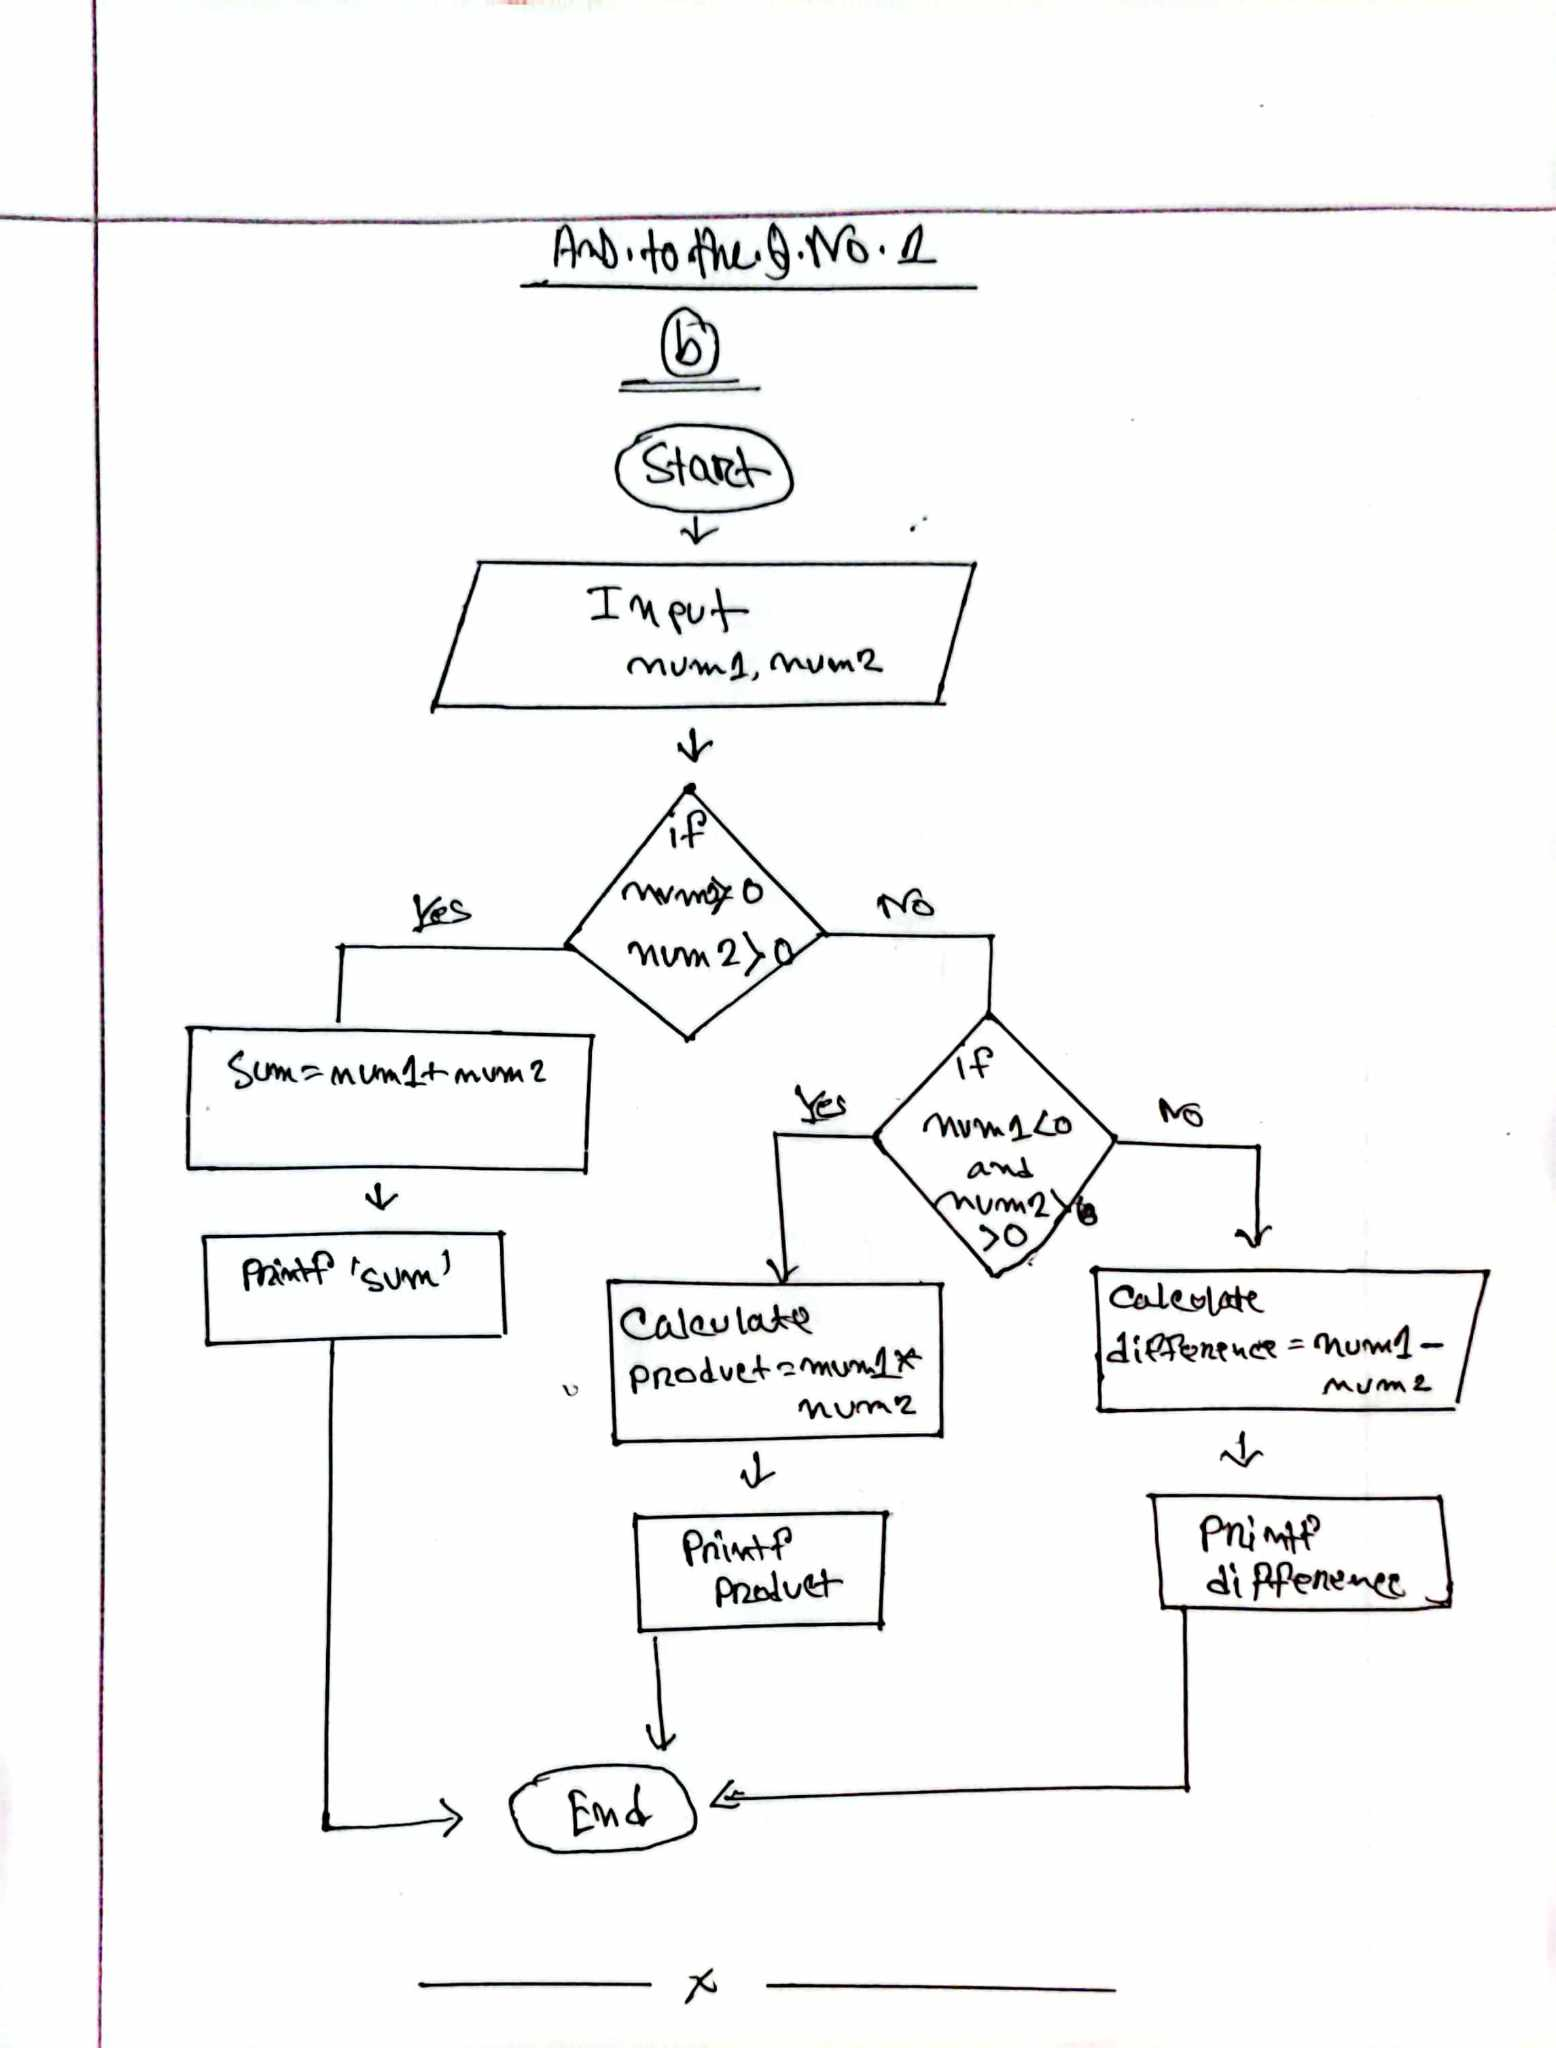 Ans. to the. Q. No. 1
b
Start
Input
num1, num2
if
num1>0
num2>0
Yes
No
Sum=num1+num2
Printf 'sum'
if
num1<0
and
num2
>0
Yes
No
Calculate
product=num1*
num2
Printf
Product
Calculate
difference=num1-
num2
Printf
difference
End
x